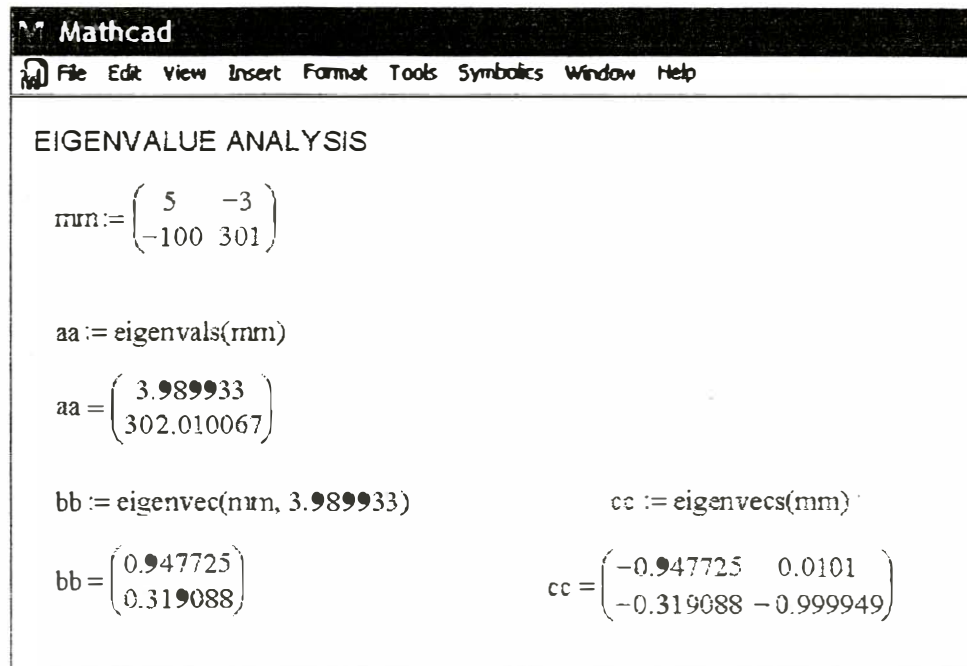 Mathcad
File Edit View Insert Format Tools Symbolics Window Help
EIGENVALUE ANALYSIS
mm := ( 5 −3
−100 301 )
aa := eigenvals(mm)
aa = ( 3.989933
302.010067 )
bb := eigenvec(mm, 3.989933) cc := eigenvecs(mm)
bb = ( 0.947725
0.319088 )
cc = ( −0.947725 0.0101
−0.319088 −0.999949 )